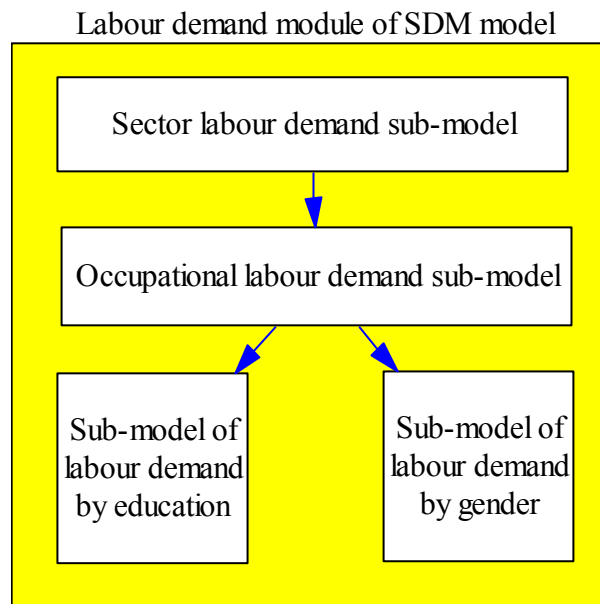 Labour demand module of SDM model
Sector labour demand sub-model
Occupational labour demand sub-model
Sub-model of
labour demand
by education
Sub-model of
labour demand
by gender